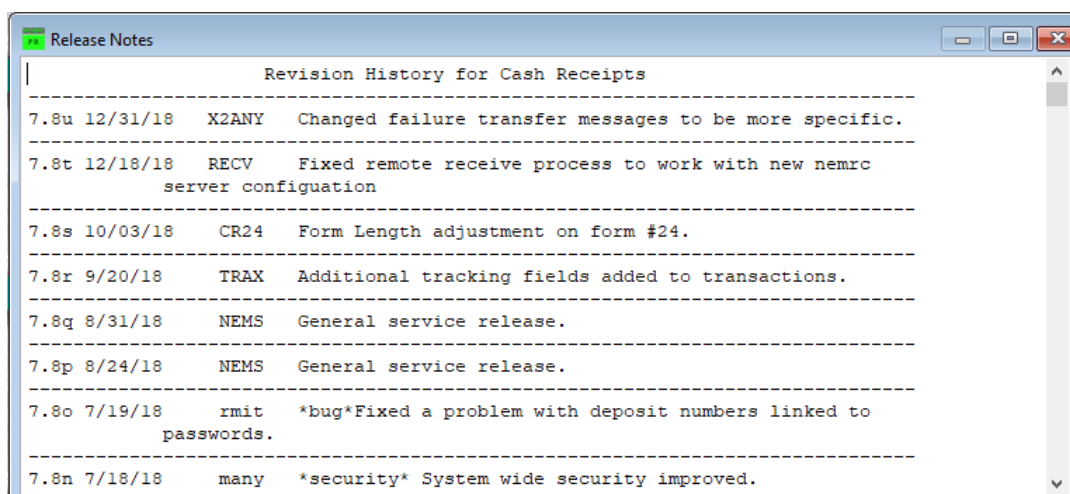 Release Notes
Revision History for Cash Receipts
-------------------------------------------------------------------------------
7.8u 12/31/18 X2ANY Changed failure transfer messages to be more specific.
-------------------------------------------------------------------------------
7.8t 12/18/18 RECV Fixed remote receive process to work with new nemrc
server configuation
-------------------------------------------------------------------------------
7.8s 10/03/18 CR24 Form Length adjustment on form #24.
-------------------------------------------------------------------------------
7.8r 9/20/18 TRAX Additional tracking fields added to transactions.
-------------------------------------------------------------------------------
7.8q 8/31/18 NEMS General service release.
-------------------------------------------------------------------------------
7.8p 8/24/18 NEMS General service release.
-------------------------------------------------------------------------------
7.8o 7/19/18 rmit *bug*Fixed a problem with deposit numbers linked to
passwords.
-------------------------------------------------------------------------------
7.8n 7/18/18 many *security* System wide security improved.